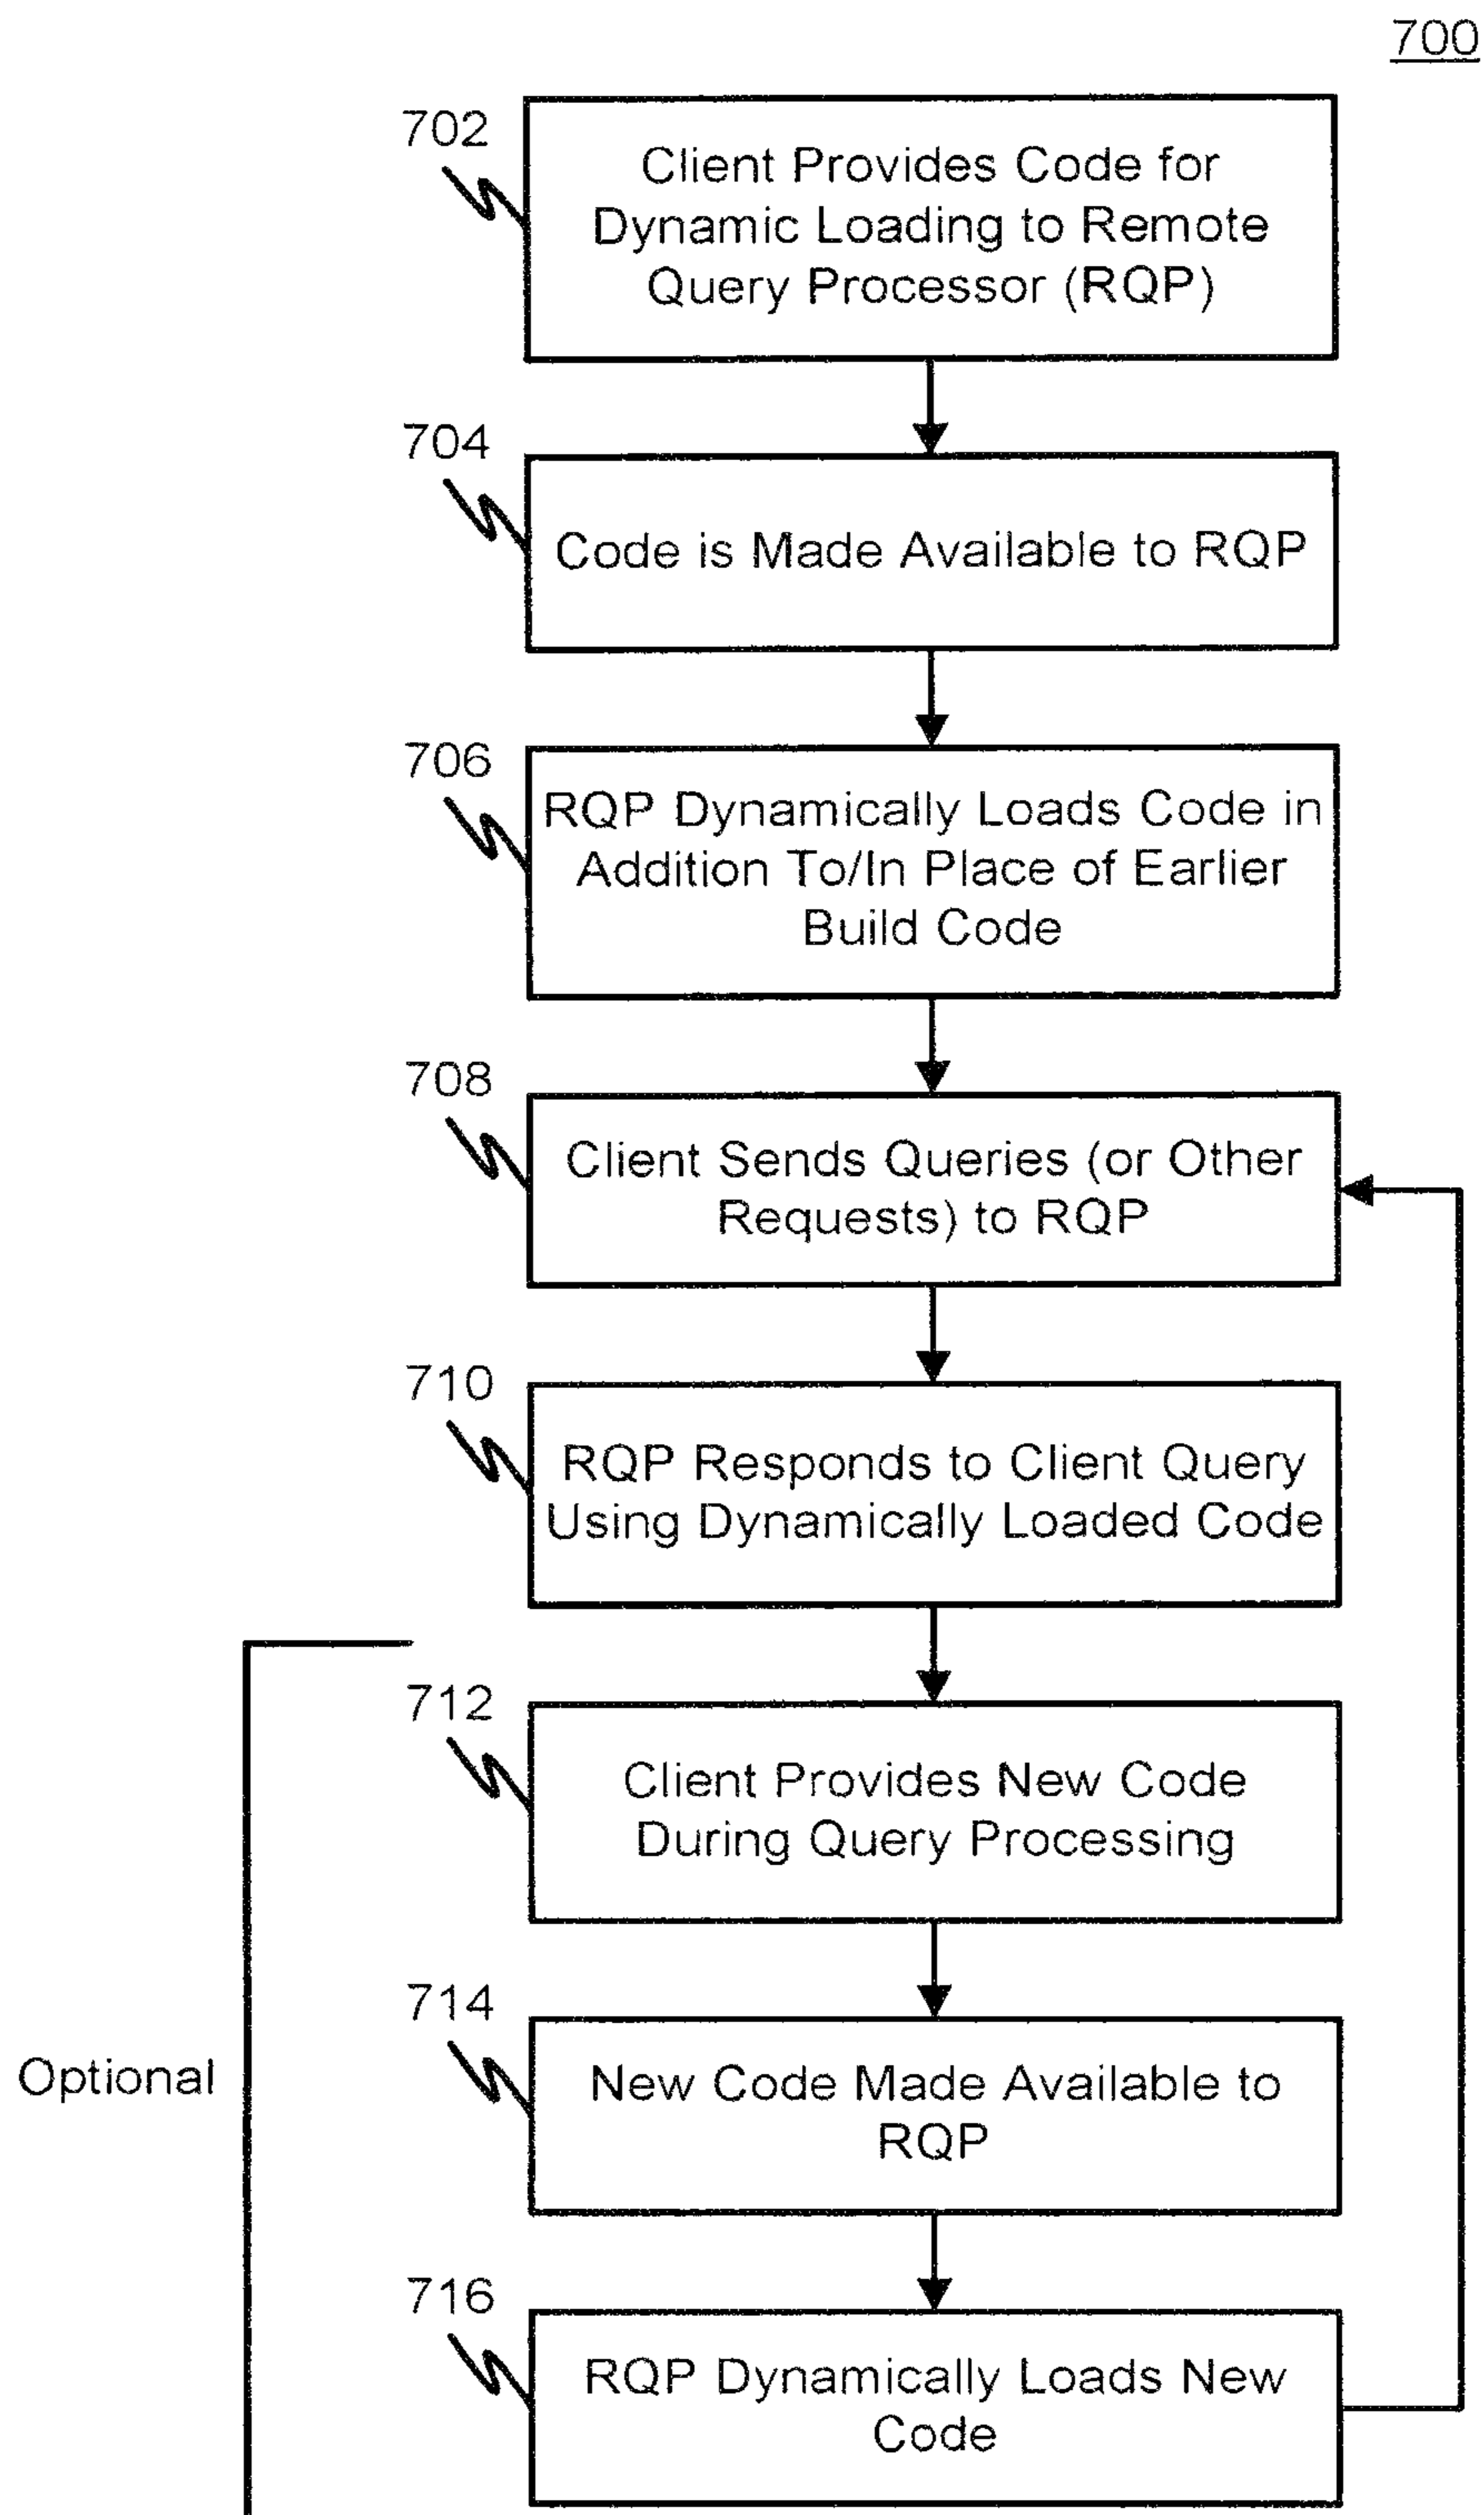 700
702
Client Provides Code for
Dynamic Loading to Remote
Query Processor (RQP)
704
Code is Made Available to RQP
706
RQP Dynamically Loads Code in
Addition To/In Place of Earlier
Build Code
708
Client Sends Queries (or Other
Requests) to RQP
710
RQP Responds to Client Query
Using Dynamically Loaded Code
712
Client Provides New Code
During Query Processing
714
New Code Made Available to
RQP
Optional
716
RQP Dynamically Loads New
Code